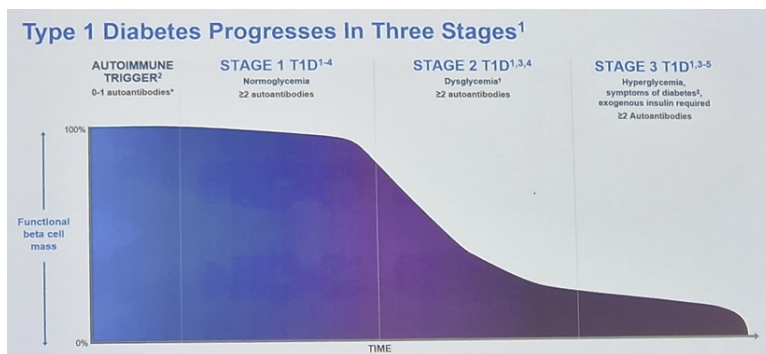 Type 1 Diabetes Progresses In Three Stages¹
AUTOIMMUNE
TRIGGER²
0-1 autoantibodies*
STAGE 1 T1D¹⁻⁴
Normoglycemia
≥2 autoantibodies
STAGE 2 T1D¹,³,⁴
Dysglycemia†
≥2 autoantibodies
STAGE 3 T1D¹,³⁻⁵
Hyperglycemia,
symptoms of diabetes‡,
exogenous insulin required
≥2 Autoantibodies
100%
Functional
beta cell
mass
0%
TIME